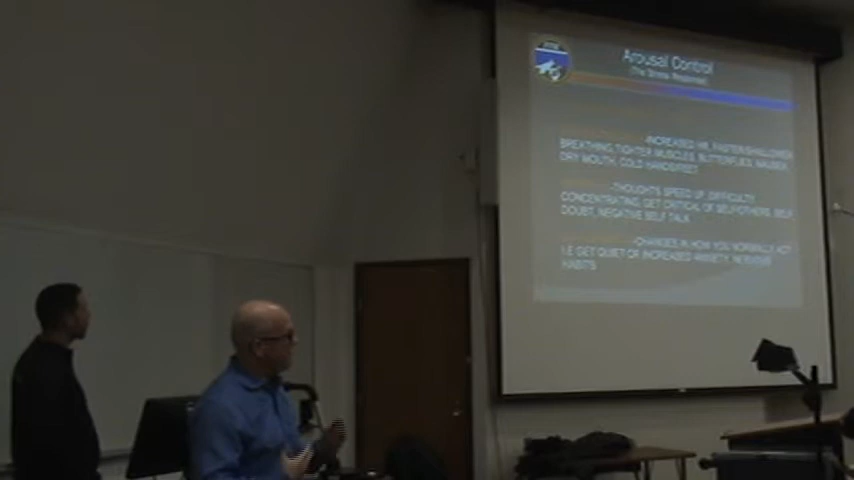 Arousal Control
(The Stress Response)
-INCREASED HR, FASTER/SHALLOWER
BREATHING, TIGHTER MUSCLES, BUTTERFLIES, NAUSEA,
DRY MOUTH, COLD HANDS/FEET
-THOUGHTS SPEED UP, DIFFICULTY
CONCENTRATING, GET CRITICAL OF SELF/OTHERS, SELF
DOUBT, NEGATIVE SELF TALK
-CHANGES IN HOW YOU NORMALLY ACT
I.E GET QUIET OR INCREASED ANXIETY, NERVOUS
HABITS